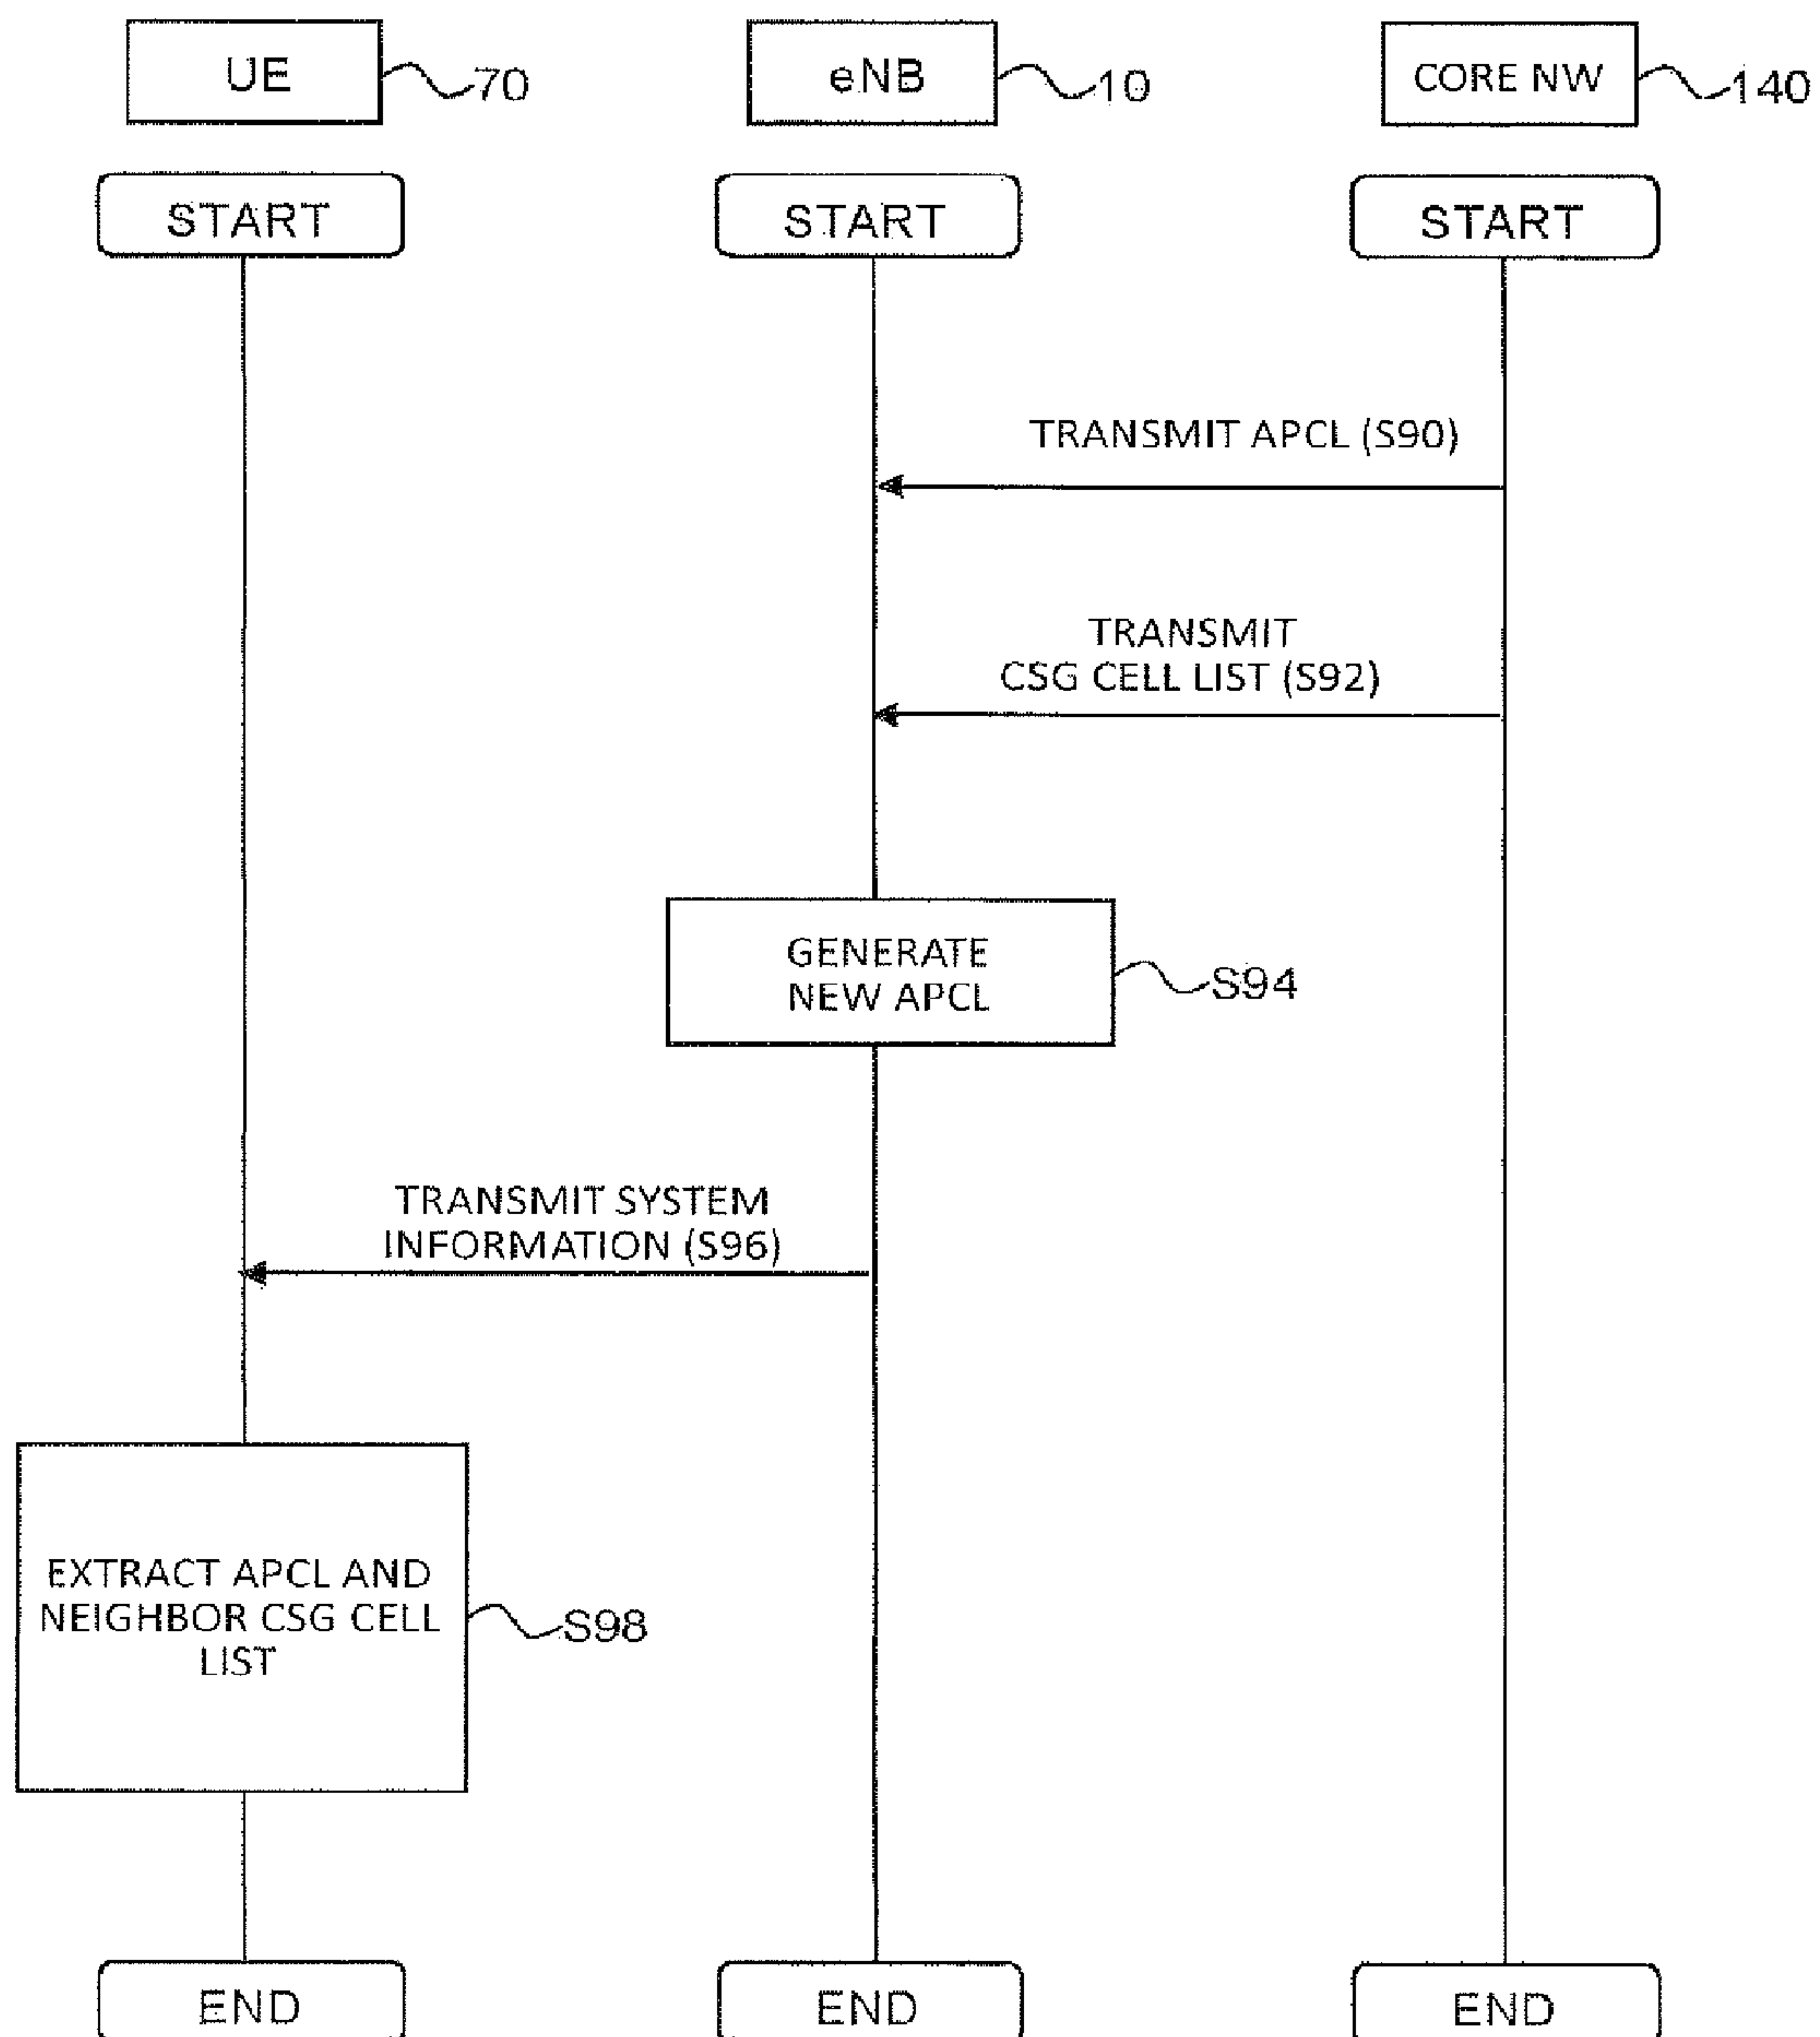 UE
70
eNB
10
CORE NW
140
START
START
START
TRANSMIT APCL (S90)
TRANSMIT
CSG CELL LIST (S92)
GENERATE
NEW APCL
S94
TRANSMIT SYSTEM
INFORMATION (S96)
EXTRACT APCL AND
NEIGHBOR CSG CELL
LIST
S98
END
END
END